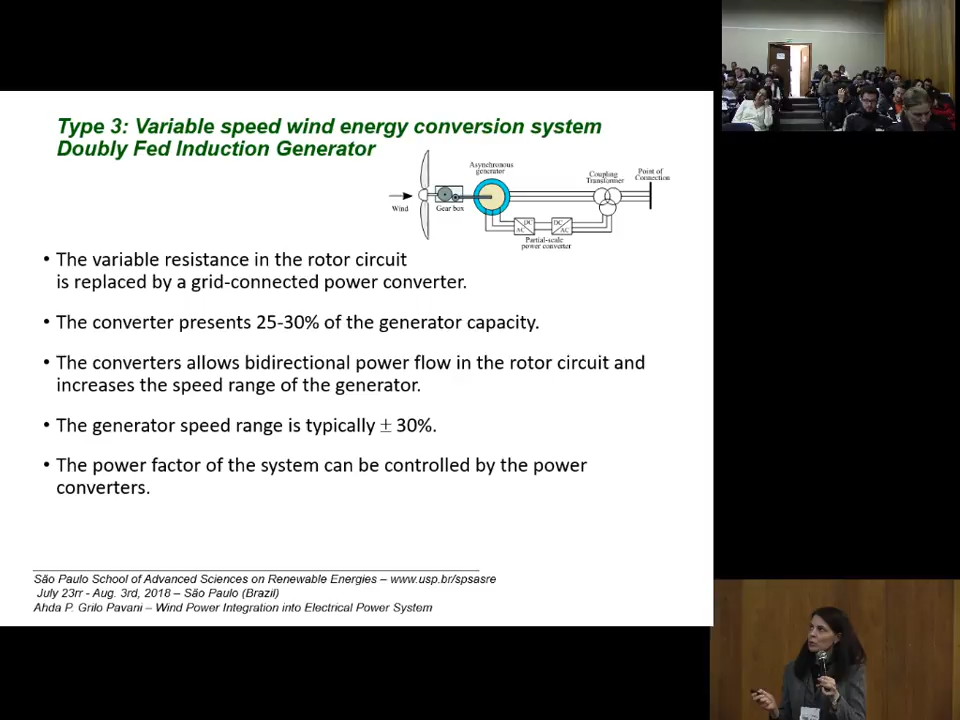 Type 3: Variable speed wind energy conversion system
Doubly Fed Induction Generator
Asynchronous
generator
Coupling
Transformer
Point of
Connection
Wind
Gear box
DC
AC
DC
AC
Partial-scale
power converter
• The variable resistance in the rotor circuit
is replaced by a grid-connected power converter.
• The converter presents 25-30% of the generator capacity.
• The converters allows bidirectional power flow in the rotor circuit and
increases the speed range of the generator.
• The generator speed range is typically ± 30%.
• The power factor of the system can be controlled by the power
converters.
São Paulo School of Advanced Sciences on Renewable Energies – www.usp.br/spsasre
July 23rr - Aug. 3rd, 2018 – São Paulo (Brazil)
Ahda P. Grilo Pavani – Wind Power Integration into Electrical Power System